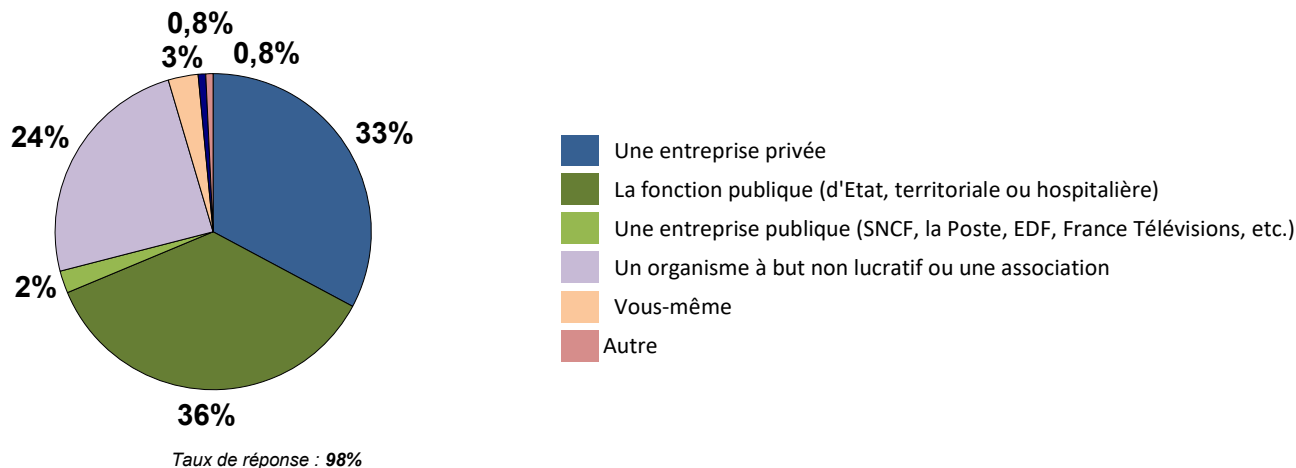 0,8%
3%
0,8%
24%
33%
2%
36%
Une entreprise privée
La fonction publique (d'Etat, territoriale ou hospitalière)
Une entreprise publique (SNCF, la Poste, EDF, France Télévisions, etc.)
Un organisme à but non lucratif ou une association
Vous-même
Autre
Taux de réponse : 98%